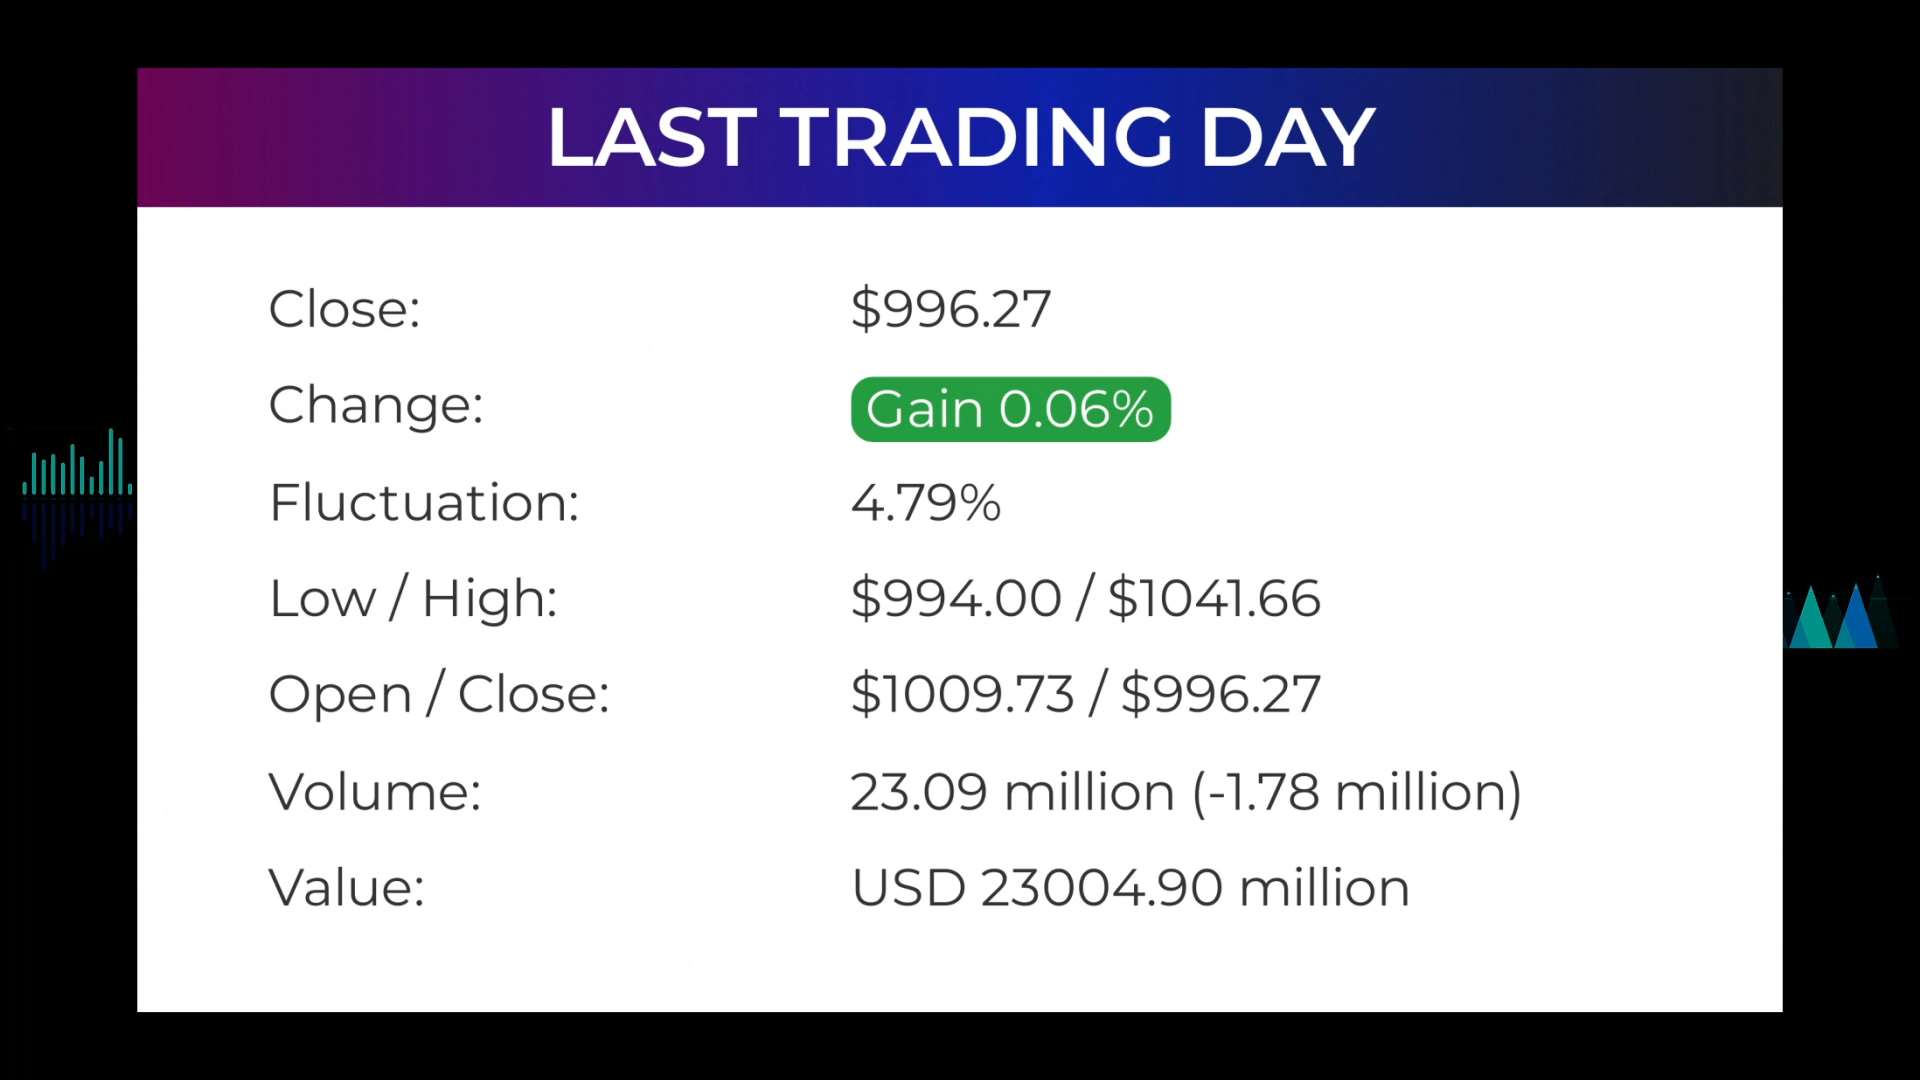 LAST TRADING DAY
Close: $996.27
Change: Gain 0.06%
Fluctuation: 4.79%
Low / High: $994.00 / $1041.66
Open / Close: $1009.73 / $996.27
Volume: 23.09 million (-1.78 million)
Value: USD 23004.90 million